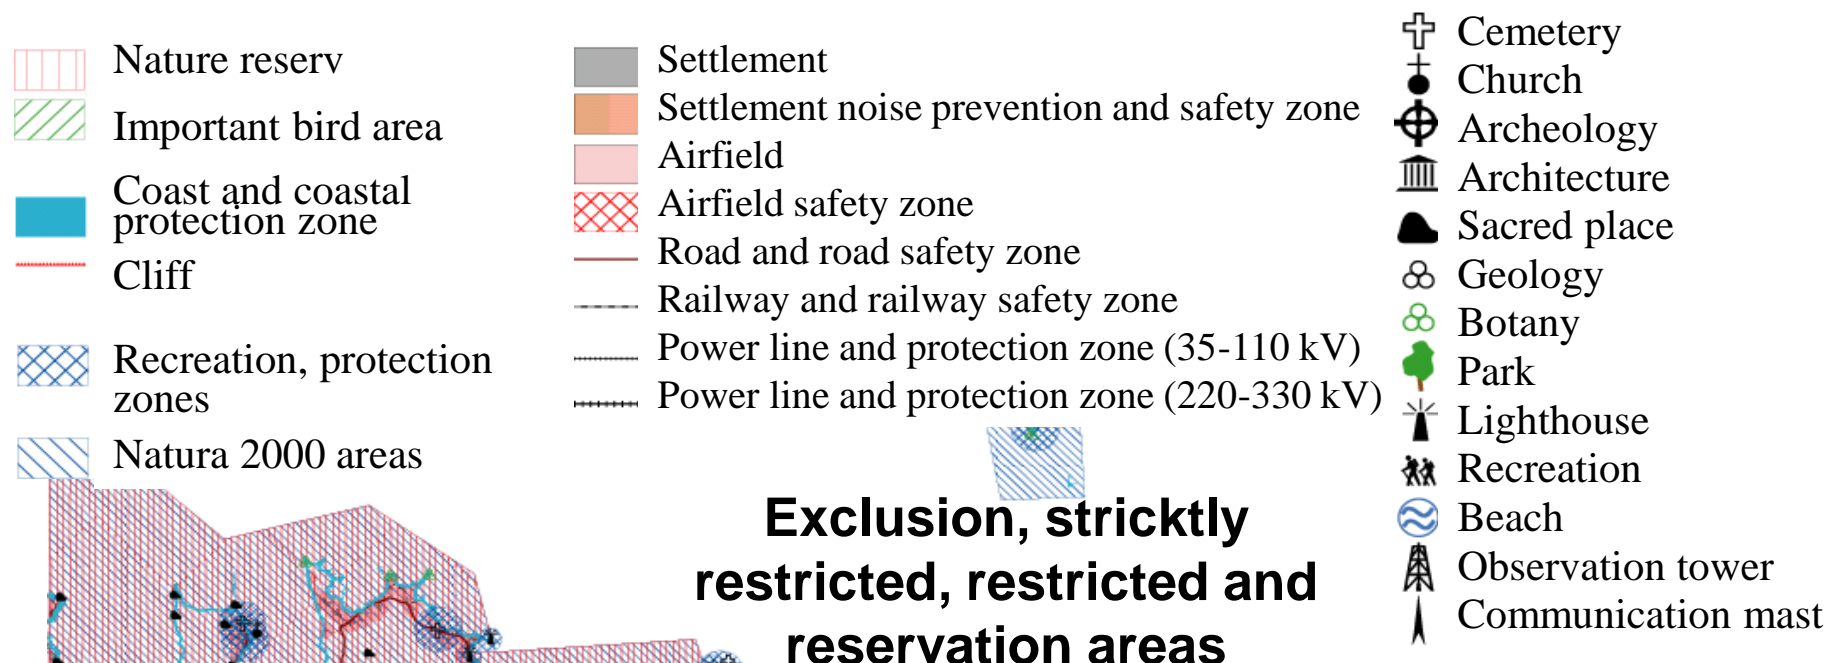 Nature reserv
Important bird area
Coast and coastal
protection zone
Cliff
Recreation, protection
zones
Natura 2000 areas
Settlement
Settlement noise prevention and safety zone
Airfield
Airfield safety zone
Road and road safety zone
Railway and railway safety zone
Power line and protection zone (35-110 kV)
Power line and protection zone (220-330 kV)
Cemetery
Church
Archeology
Architecture
Sacred place
Geology
Botany
Park
Lighthouse
Recreation
Beach
Observation tower
Communication mast
Exclusion, stricktly
restricted, restricted and
reservation areas